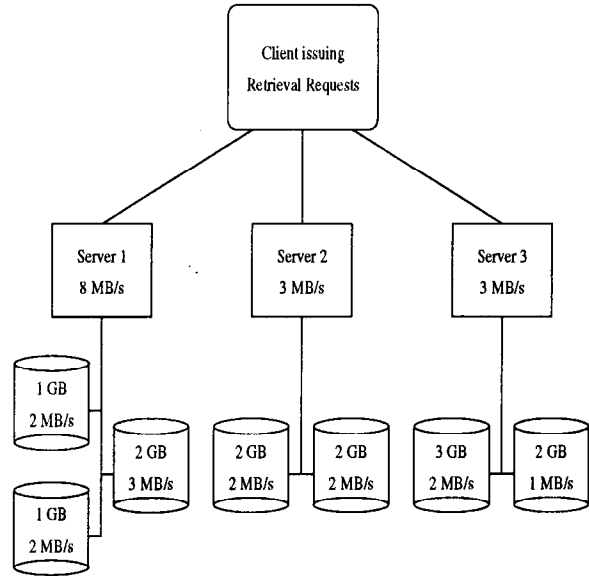 Client issuing
Retrieval Requests
Server 1
8 MB/s
Server 2
3 MB/s
Server 3
3 MB/s
1 GB
2 MB/s
2 GB
3 MB/s
1 GB
2 MB/s
2 GB
2 MB/s
2 GB
2 MB/s
3 GB
2 MB/s
2 GB
1 MB/s